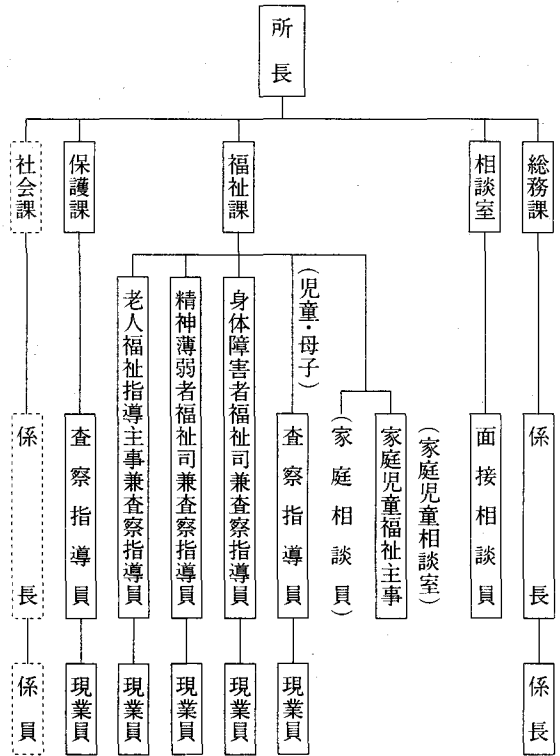 所長
総務課
係長
係長
相談室
面接相談員
福祉課
(家庭児童相談室)
家庭児童福祉主事
(家庭相談員)
(児童・母子)
査察指導員
現業員
身体障害者福祉司兼査察指導員
現業員
精神薄弱者福祉司兼査察指導員
現業員
老人福祉指導主事兼査察指導員
現業員
保護課
査察指導員
現業員
社会課
係長
係員